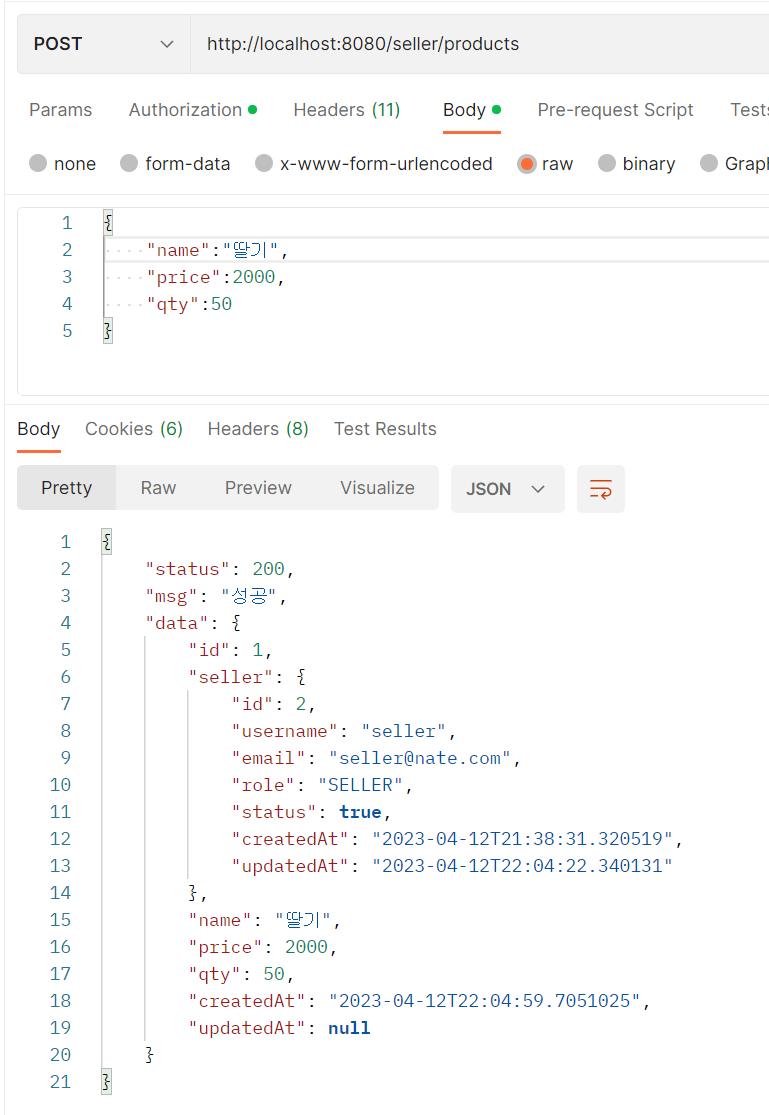 POST http://localhost:8080/seller/products
Params Authorization Headers (11) Body Pre-request Script Tests
none form-data x-www-form-urlencoded raw binary Graph
1 {
2 "name":"딸기",
3 "price":2000,
4 "qty":50
5 }
Body Cookies (6) Headers (8) Test Results
Pretty Raw Preview Visualize JSON
1 {
2 "status": 200,
3 "msg": "성공",
4 "data": {
5 "id": 1,
6 "seller": {
7 "id": 2,
8 "username": "seller",
9 "email": "seller@nate.com",
10 "role": "SELLER",
11 "status": true,
12 "createdAt": "2023-04-12T21:38:31.320519",
13 "updatedAt": "2023-04-12T22:04:22.340131"
14 },
15 "name": "딸기",
16 "price": 2000,
17 "qty": 50,
18 "createdAt": "2023-04-12T22:04:59.7051025",
19 "updatedAt": null
20 }
21 }